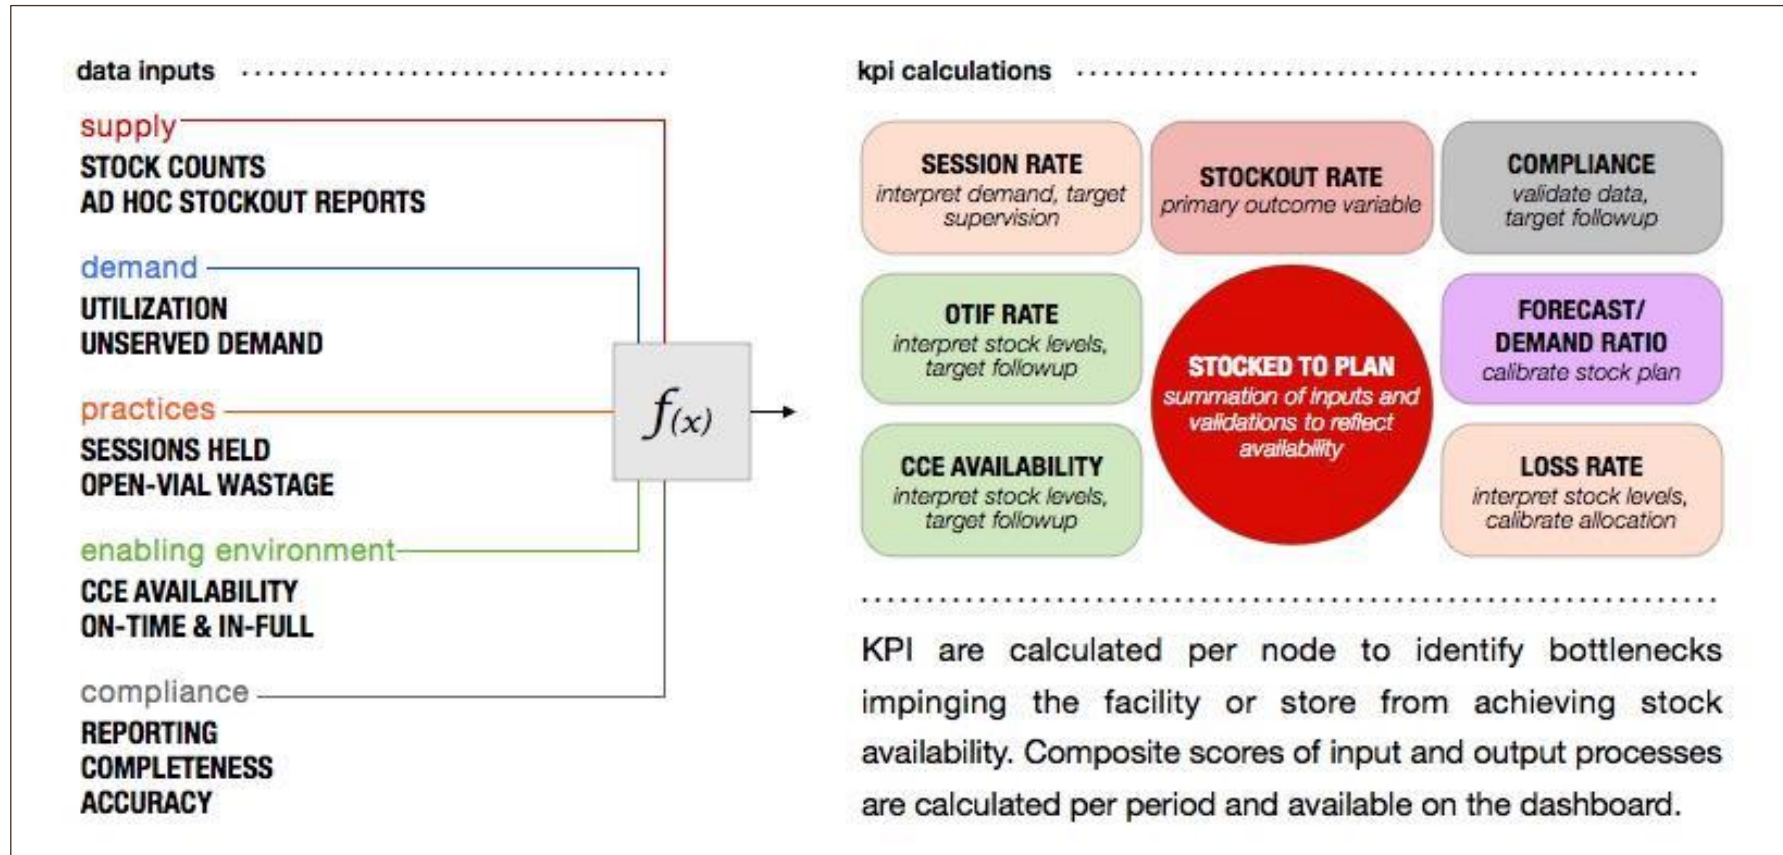 data inputs
supply
STOCK COUNTS
AD HOC STOCKOUT REPORTS
demand
UTILIZATION
UNSERVED DEMAND
practices
SESSIONS HELD
OPEN-VIAL WASTAGE
enabling environment
CCE AVAILABILITY
ON-TIME & IN-FULL
compliance
REPORTING
COMPLETENESS
ACCURACY
f(x)
kpi calculations
SESSION RATE
interpret demand, target
supervision
STOCKOUT RATE
primary outcome variable
COMPLIANCE
validate data,
target followup
OTIF RATE
interpret stock levels,
target followup
STOCKED TO PLAN
summation of inputs and
validations to reflect
availability
FORECAST/
DEMAND RATIO
calibrate stock plan
CCE AVAILABILITY
interpret stock levels,
target followup
LOSS RATE
interpret stock levels,
calibrate allocation
KPI are calculated per node to identify bottlenecks
impinging the facility or store from achieving stock
availability. Composite scores of input and output processes
are calculated per period and available on the dashboard.